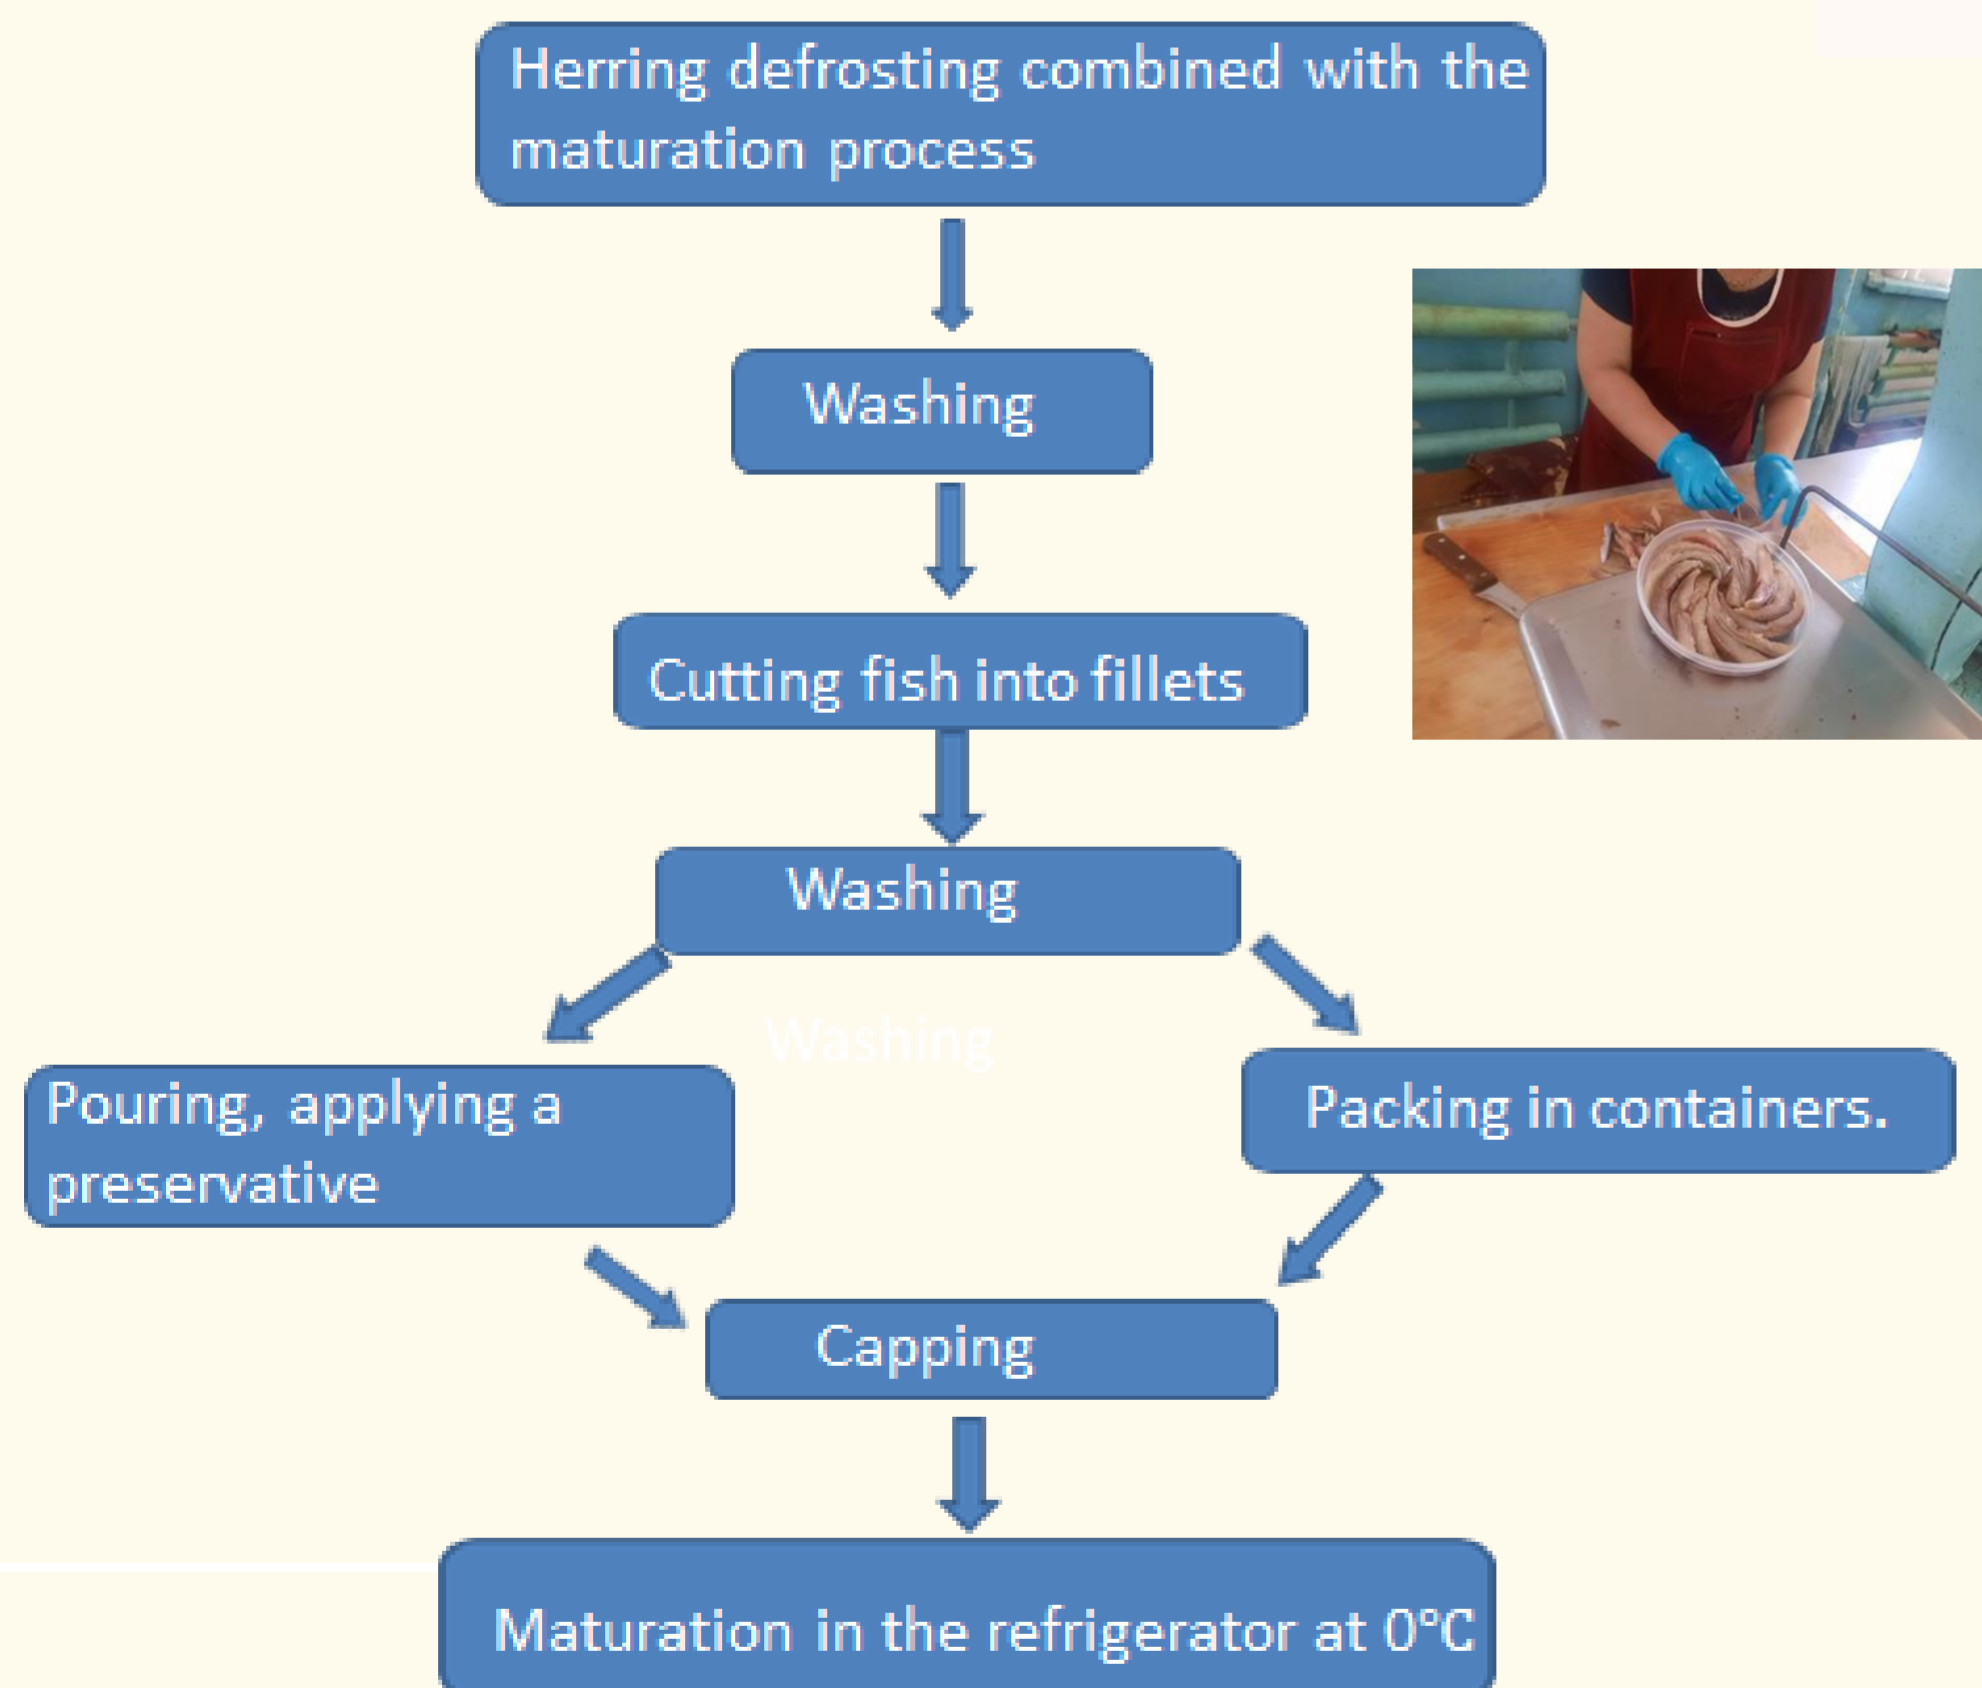 Herring defrosting combined with the
maturation process
Washing
Cutting fish into fillets
Washing
Washing
Pouring, applying a
preservative
Packing in containers.
Capping
Maturation in the refrigerator at 0°C